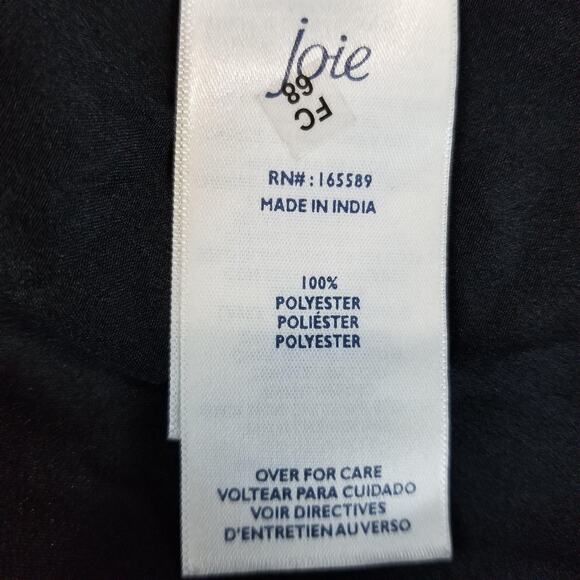 joie
FC
68
RN#: 165589
MADE IN INDIA
100%
POLYESTER
POLIÉSTER
POLYESTER
OVER FOR CARE
VOLTEAR PARA CUIDADO
VOIR DIRECTIVES
D'ENTRETIEN AU VERSO